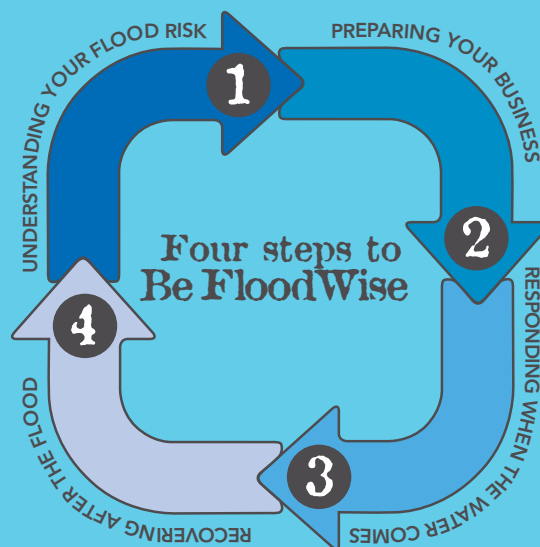 UNDERSTANDING YOUR FLOOD RISK
1
PREPARING YOUR BUSINESS
2
Four steps to
Be FloodWise
RESPONDING WHEN THE WATER COMES
3
RECOVERING AFTER THE FLOOD
4